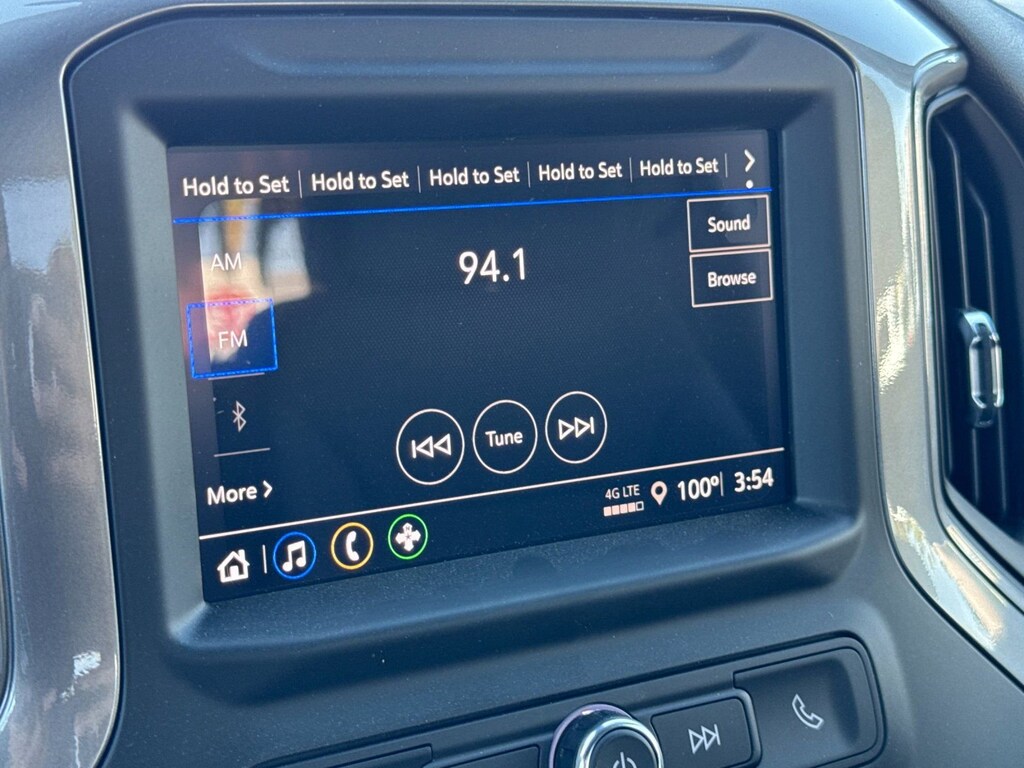 Hold to Set Hold to Set Hold to Set Hold to Set Hold to Set
Sound
AM
94.1
Browse
FM
Tune
More
4G LTE 100° 3:54